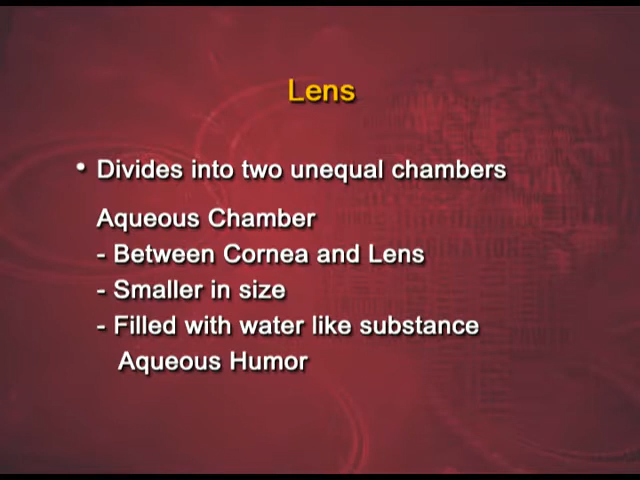 Lens
• Divides into two unequal chambers
Aqueous Chamber
- Between Cornea and Lens
- Smaller in size
- Filled with water like substance
Aqueous Humor